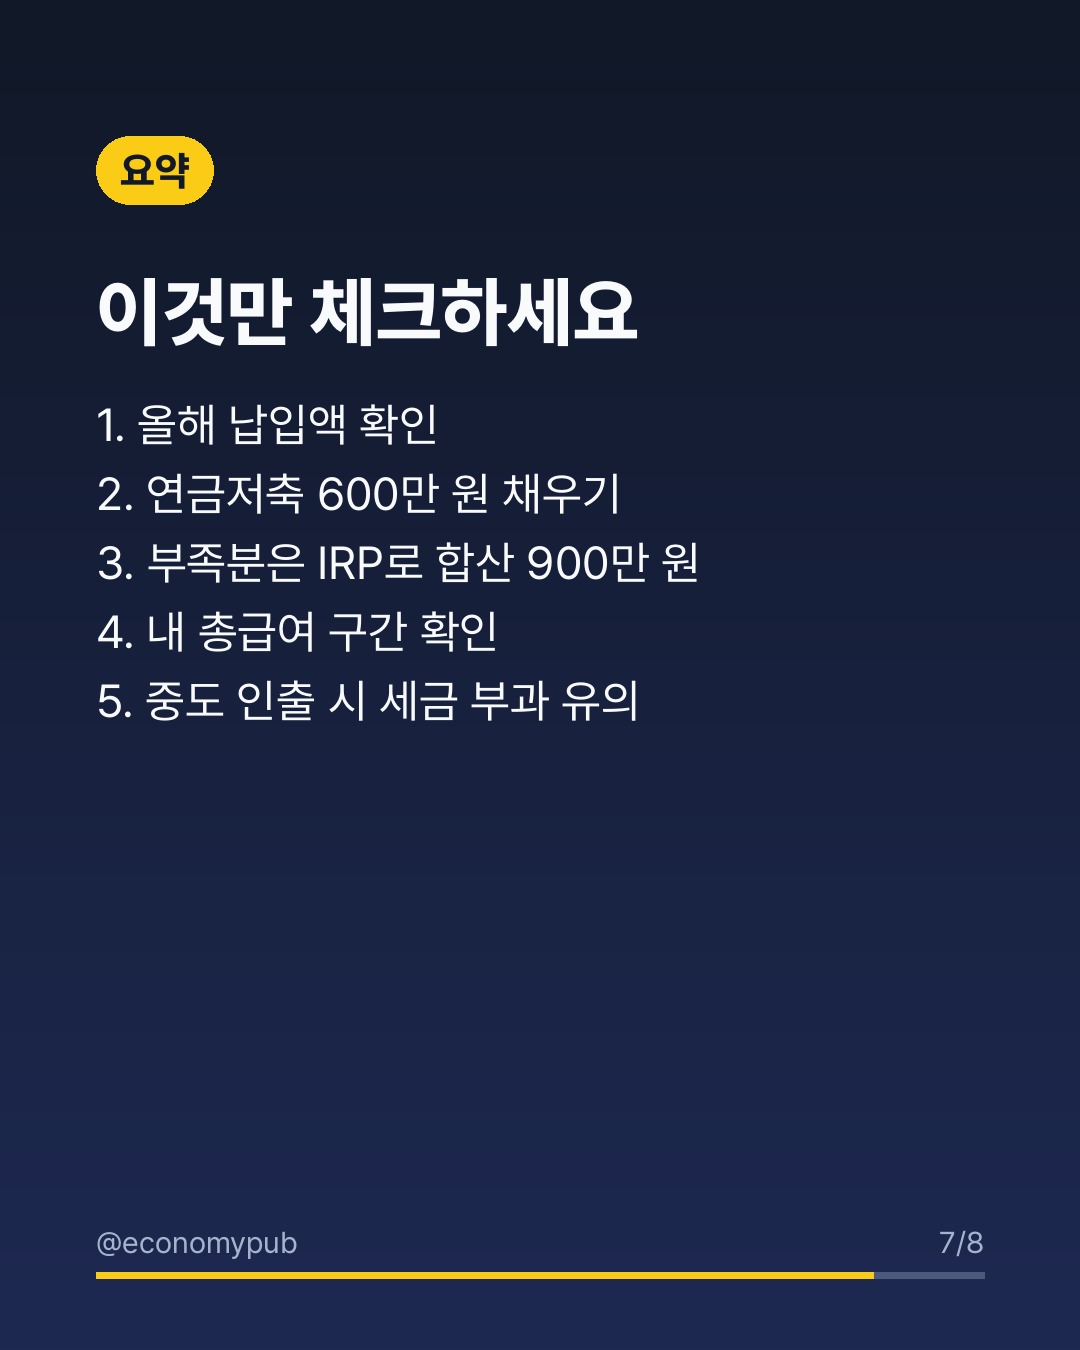 요약
이것만 체크하세요
1. 올해 납입액 확인
2. 연금저축 600만 원 채우기
3. 부족분은 IRP로 합산 900만 원
4. 내 총급여 구간 확인
5. 중도 인출 시 세금 부과 유의
@economypub
7/8